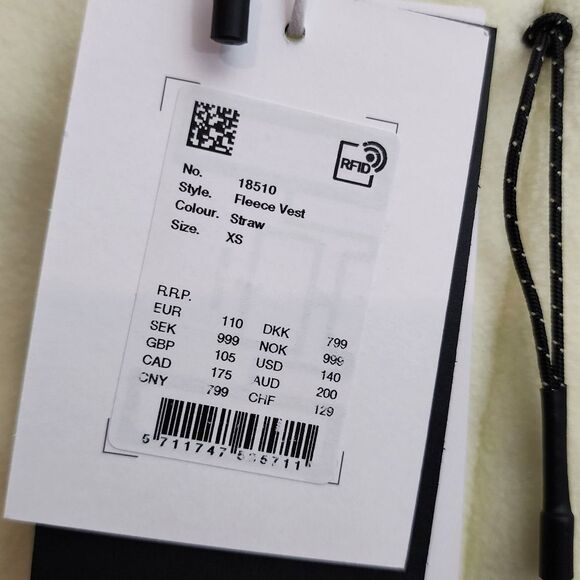 RFID
No. 18510
Style. Fleece Vest
Colour. Straw
Size. XS
R.R.P.
EUR 110 DKK 799
SEK 999 NOK 999
GBP 105 USD 140
CAD 175 AUD 200
CNY 799 CHF 129
5 711747